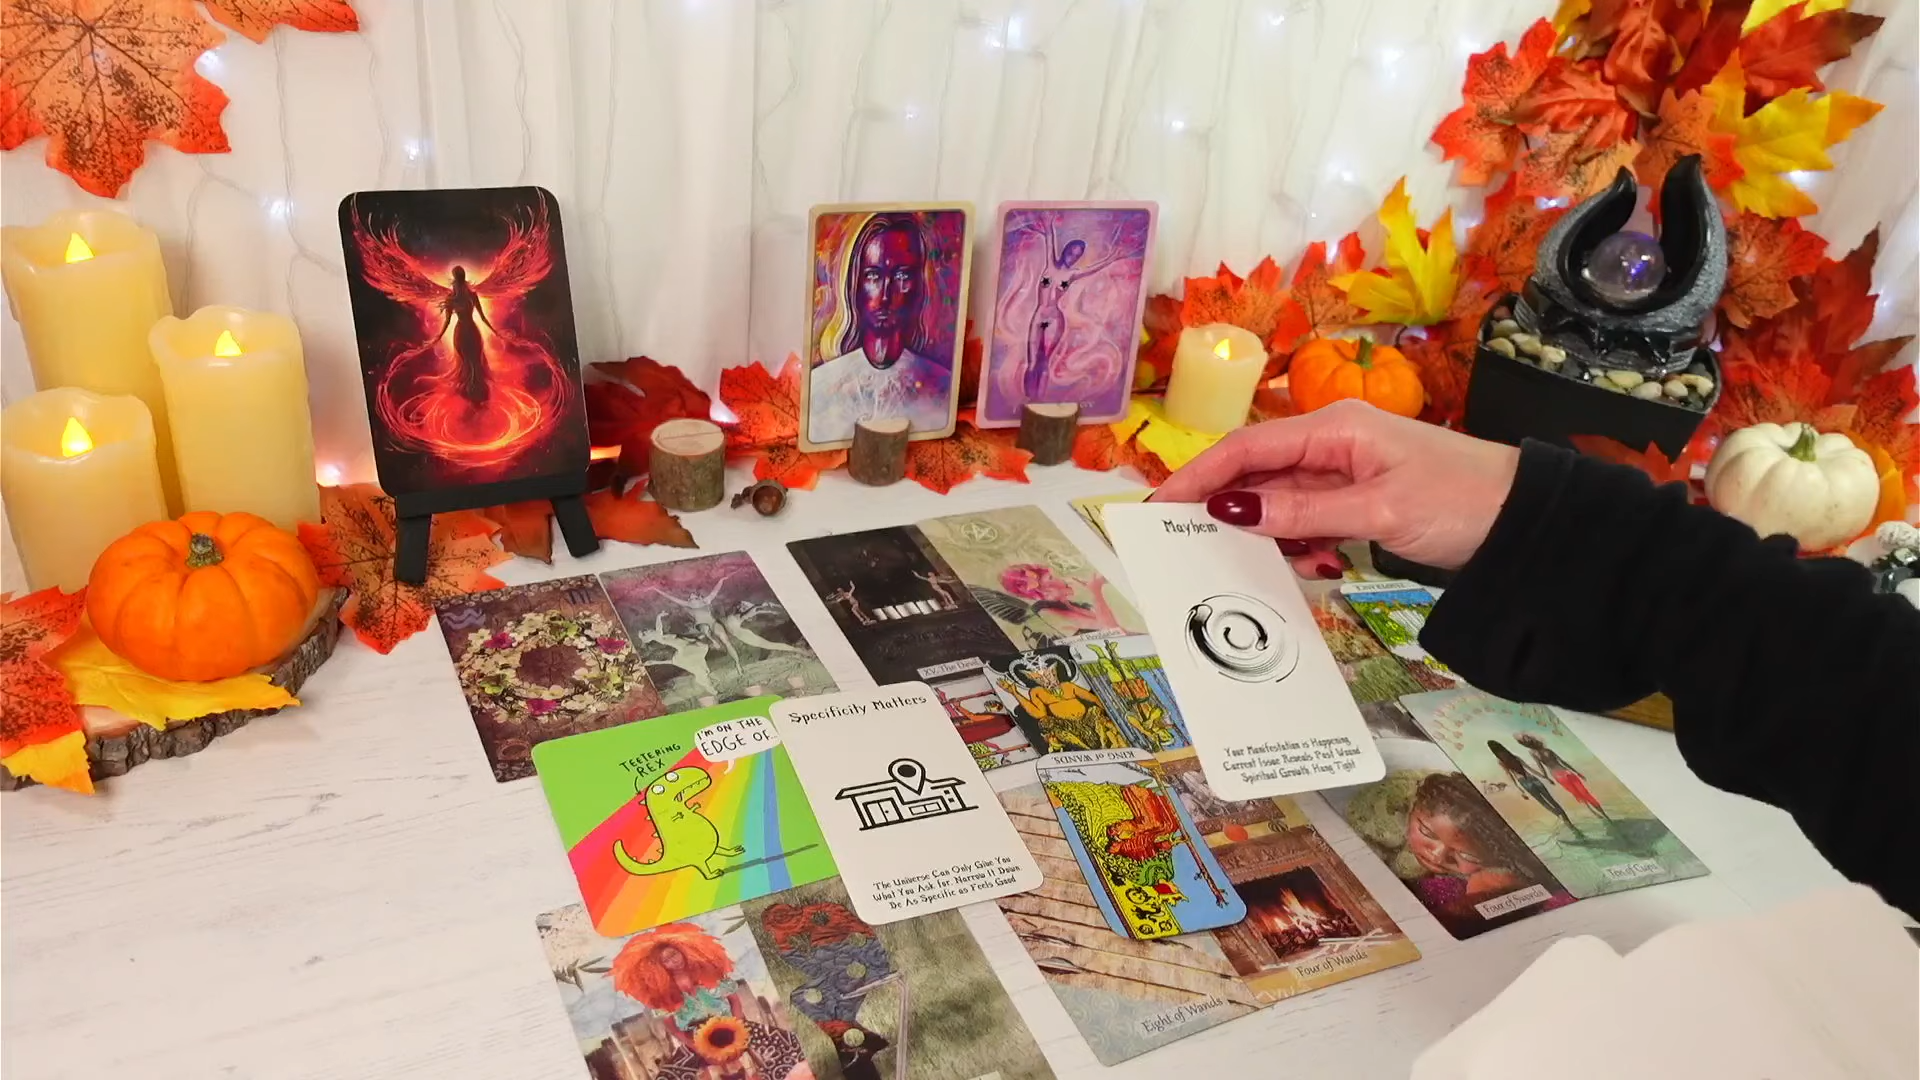 Mayhem
Your Manifestation is Happening
Current Issue Reveals Past Wound
Spiritual Growth. Hang Tight
XV. The Devil
Specificity Matters
The Universe Can Only Give You
What You Ask for. Narrow It Down
Be As Specific as Feels Good
TEETERING
REX
I'M ON THE
EDGE OF..
KING of WANDS.
Eight of Wands
Four of Wands
Four of Swords
Ten of Cups